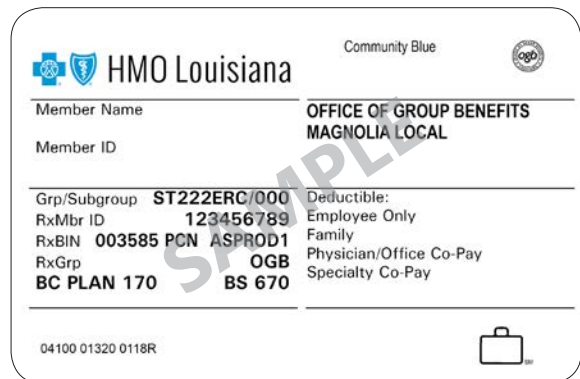 HMO Louisiana
Community Blue
ogb
Member Name
Member ID
OFFICE OF GROUP BENEFITS
MAGNOLIA LOCAL
SAMPLE
Grp/Subgroup ST222ERC/000
RxMbr ID 123456789
RxBIN 003585 PCN ASPROD1
RxGrp OGB
BC PLAN 170 BS 670
Deductible:
Employee Only
Family
Physician/Office Co-Pay
Specialty Co-Pay
04100 01320 0118R
SM